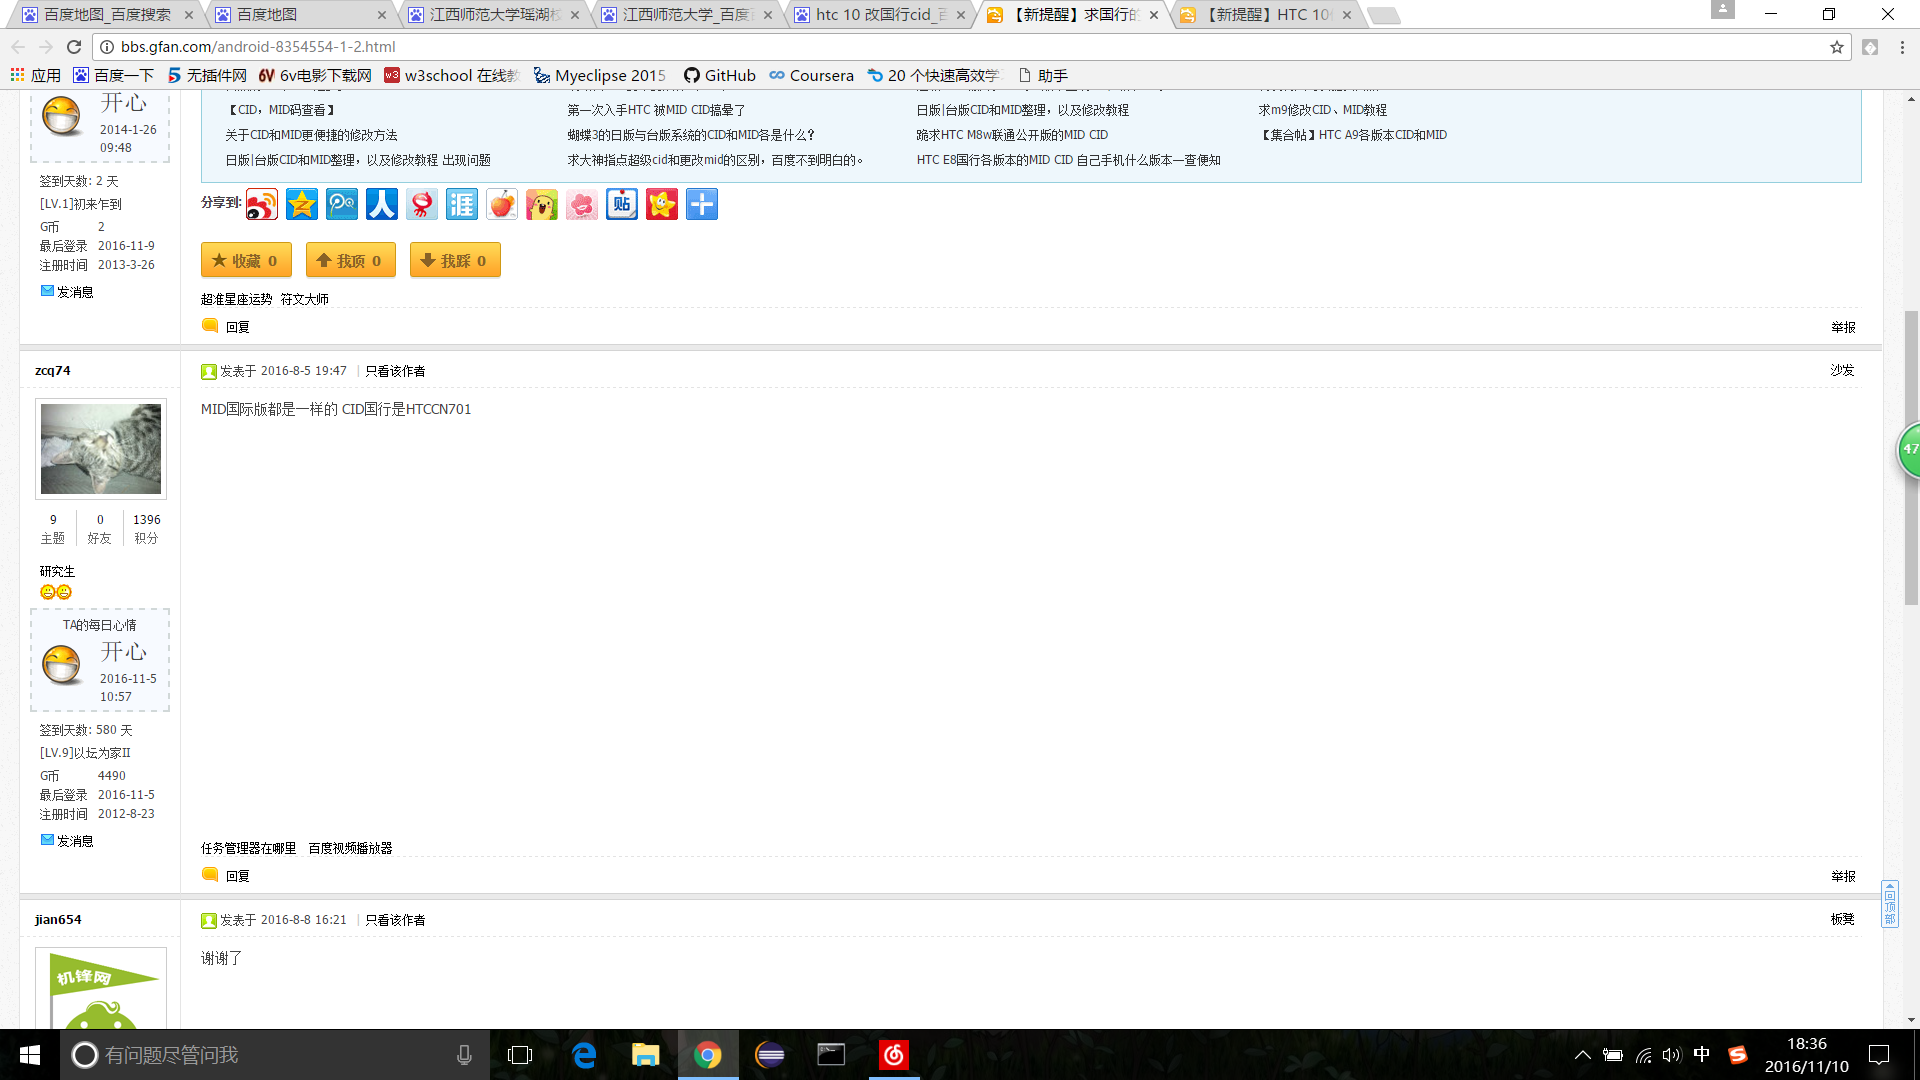 百度地图_百度搜索
百度地图
江西师范大学瑶湖校
江西师范大学_百度
htc 10 改国行cid_百
【新提醒】求国行的
【新提醒】HTC 10
bbs.gfan.com/android-8354554-1-2.html
应用
百度一下
无插件网
6v电影下载网
w3school 在线教
Myeclipse 2015
GitHub
Coursera
20 个快速高效学
助手
开心
2014-1-26
09:48
签到天数: 2 天
[LV.1]初来乍到
G币 2
最后登录 2016-11-9
注册时间 2013-3-26
发消息
【CID，MID码查看】
第一次入手HTC 被MID CID搞晕了
日版|台版CID和MID整理，以及修改教程
求m9修改CID、MID教程
关于CID和MID更便捷的修改方法
蝴蝶3的日版与台版系统的CID和MID各是什么？
跪求HTC M8w联通公开版的MID CID
【集合帖】HTC A9各版本CID和MID
日版|台版CID和MID整理，以及修改教程 出现问题
求大神指点超级cid和更改mid的区别，百度不到明白的。
HTC E8国行各版本的MID CID 自己手机什么版本一查便知
分享到:
涯
贴
收藏 0
我顶 0
我踩 0
超准星座运势 符文大师
回复
举报
zcq74
发表于 2016-8-5 19:47 | 只看该作者
沙发
MID国际版都是一样的 CID国行是HTCCN701
9
0
1396
主题
好友
积分
研究生
TA的每日心情
开心
2016-11-5
10:57
签到天数: 580 天
[LV.9]以坛为家II
G币 4490
最后登录 2016-11-5
注册时间 2012-8-23
发消息
任务管理器在哪里 百度视频播放器
回复
举报
47
回顶部
jian654
发表于 2016-8-8 16:21 | 只看该作者
板凳
谢谢了
机锋网
有问题尽管问我
中
18:36
2016/11/10